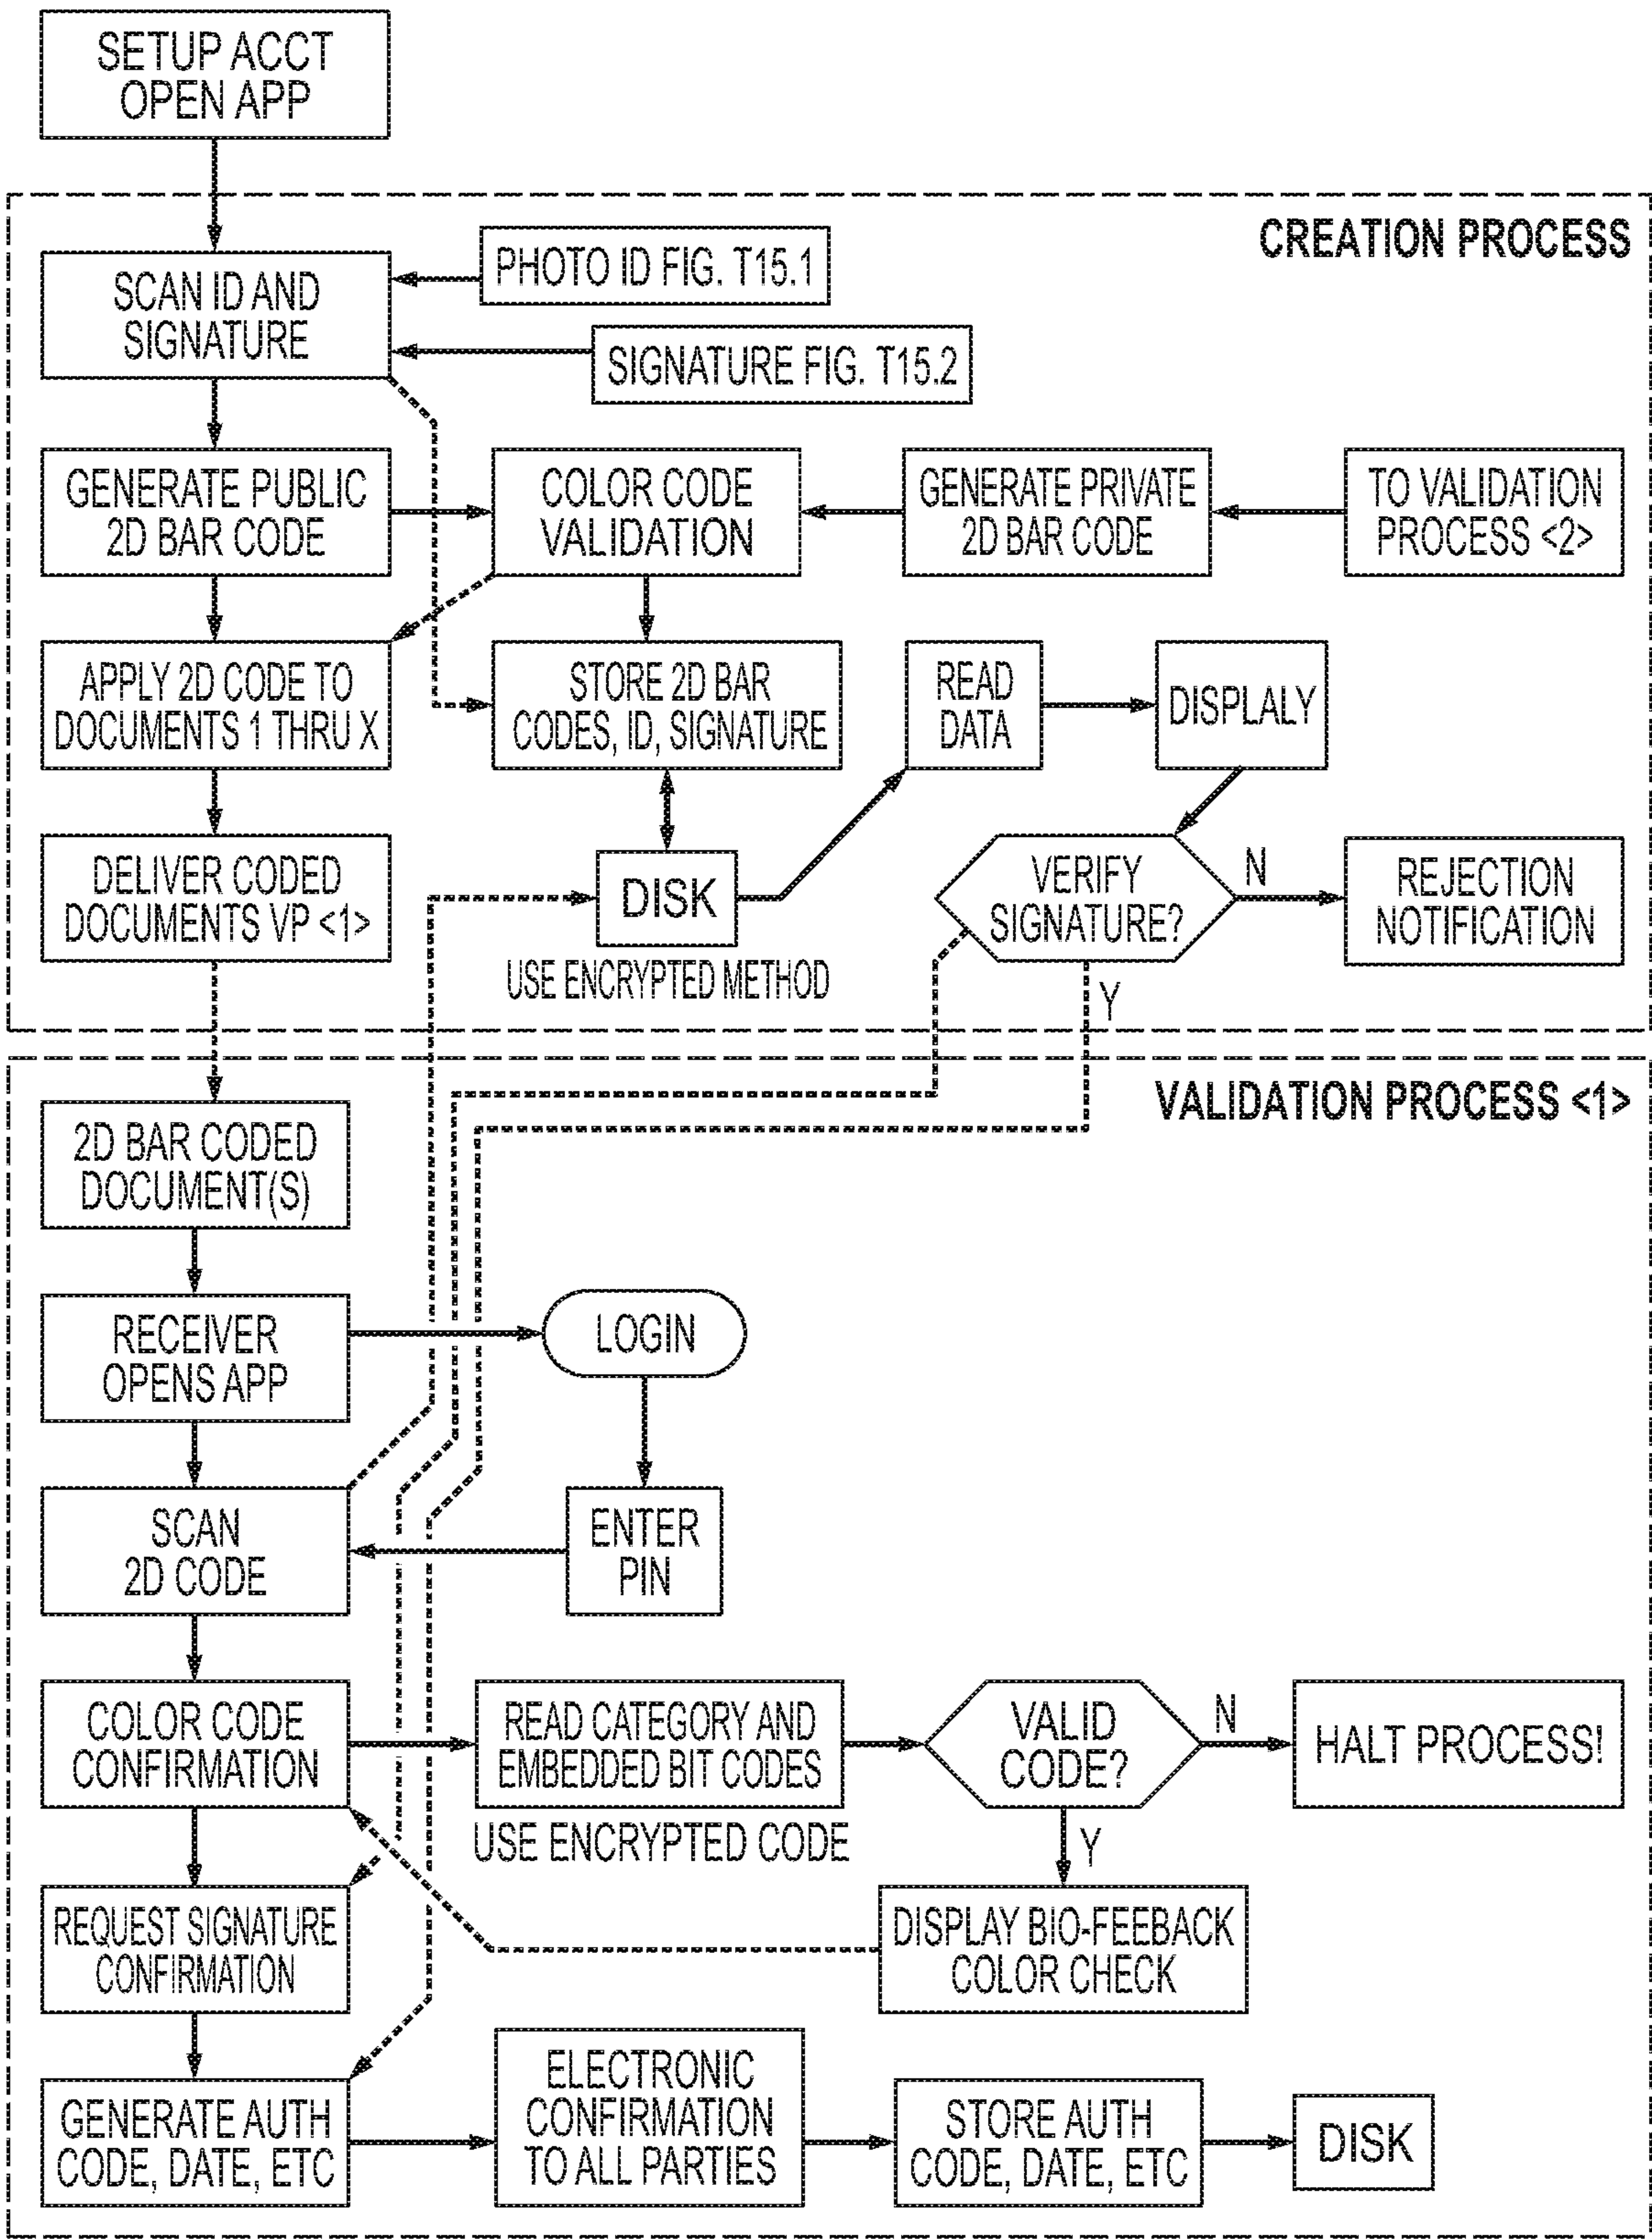 SETUP ACCT
OPEN APP
CREATION PROCESS
SCAN ID AND
SIGNATURE
PHOTO ID FIG. T15.1
SIGNATURE FIG. T15.2
GENERATE PUBLIC
2D BAR CODE
COLOR CODE
VALIDATION
GENERATE PRIVATE
2D BAR CODE
TO VALIDATION
PROCESS <2>
APPLY 2D CODE TO
DOCUMENTS 1 THRU X
STORE 2D BAR
CODES, ID, SIGNATURE
READ
DATA
DISPLALY
DELIVER CODED
DOCUMENTS VP <1>
DISK
USE ENCRYPTED METHOD
VERIFY
SIGNATURE?
N
Y
REJECTION
NOTIFICATION
VALIDATION PROCESS <1>
2D BAR CODED
DOCUMENT(S)
RECEIVER
OPENS APP
LOGIN
SCAN
2D CODE
ENTER
PIN
COLOR CODE
CONFIRMATION
READ CATEGORY AND
EMBEDDED BIT CODES
USE ENCRYPTED CODE
VALID
CODE?
N
Y
HALT PROCESS!
REQUEST SIGNATURE
CONFIRMATION
DISPLAY BIO-FEEBACK
COLOR CHECK
GENERATE AUTH
CODE, DATE, ETC
ELECTRONIC
CONFIRMATION
TO ALL PARTIES
STORE AUTH
CODE, DATE, ETC
DISK